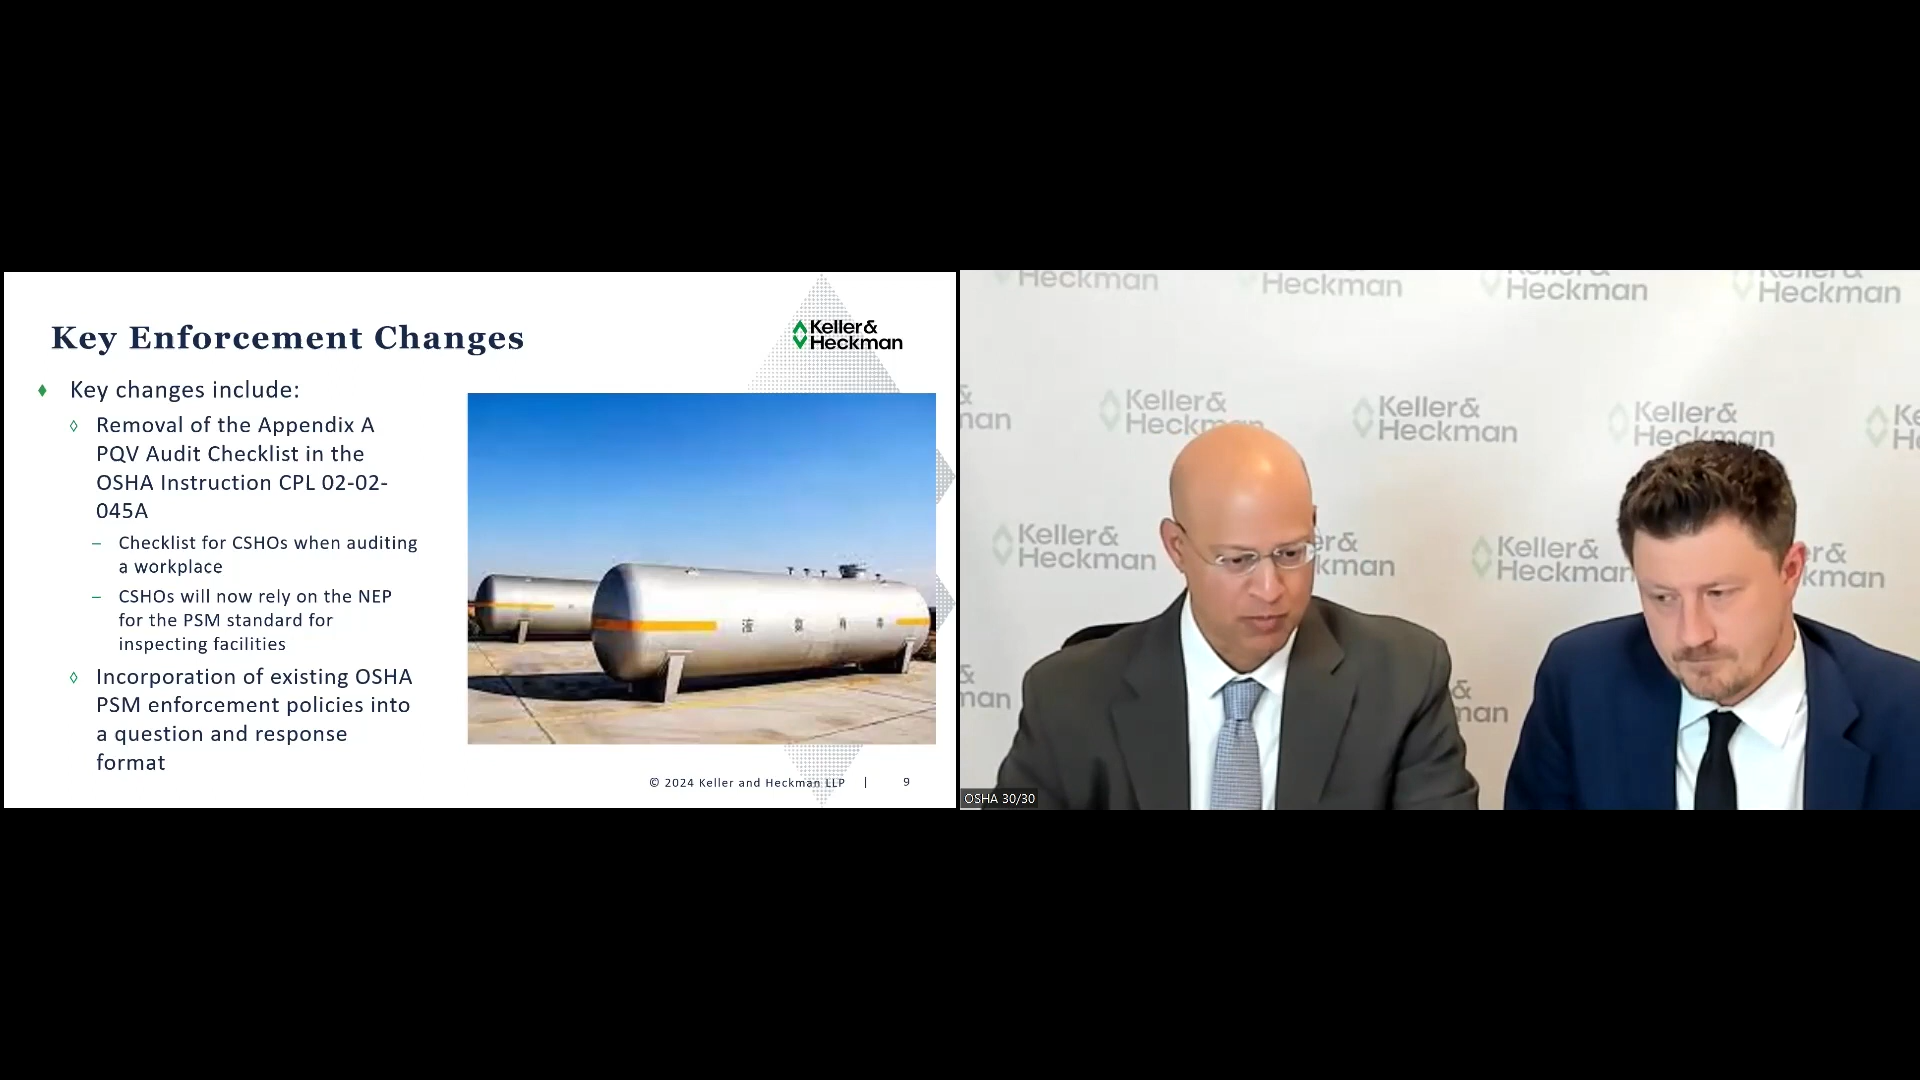 Key Enforcement Changes
Keller&
Heckman
Key changes include:
Removal of the Appendix A
PQV Audit Checklist in the
OSHA Instruction CPL 02-02-
045A
– Checklist for CSHOs when auditing
a workplace
– CSHOs will now rely on the NEP
for the PSM standard for
inspecting facilities
Incorporation of existing OSHA
PSM enforcement policies into
a question and response
format
© 2024 Keller and Heckman LLP | 9
Heckman
Heckman
Keller&
Heckman
Keller&
Heckman
Keller&
Heckman
Keller&
Heckman
Keller&
Heckman
Keller&
Heckman
Keller&
Heckman
OSHA 30/30